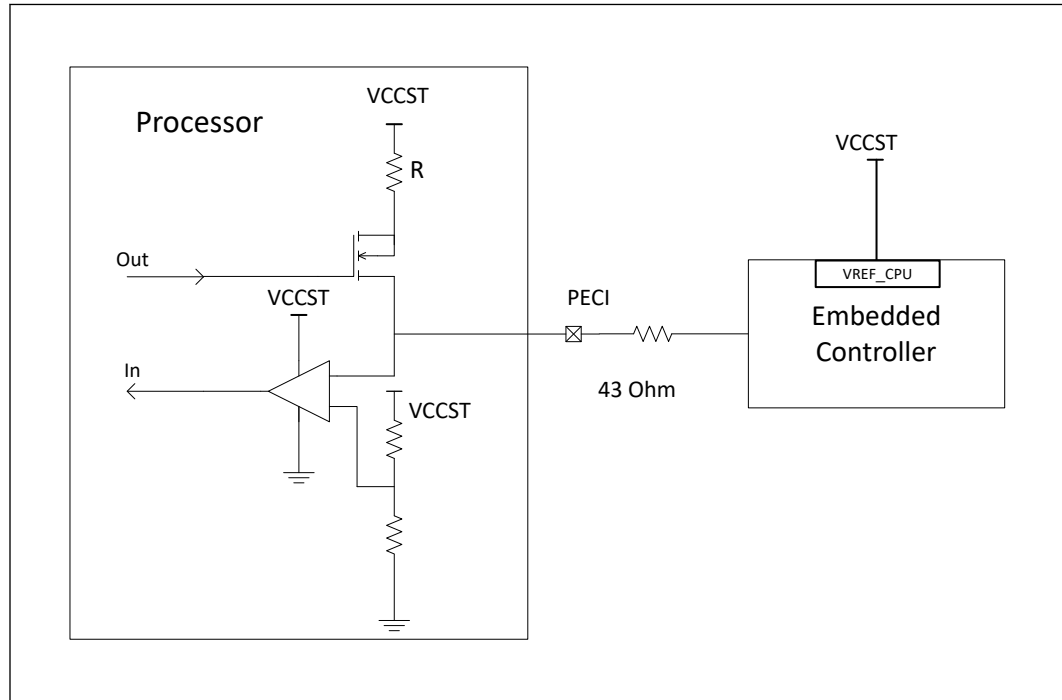 VCCST
Processor
R
VCCST
Out
VREF_CPU
VCCST
PECI
Embedded
Controller
In
43 Ohm
VCCST